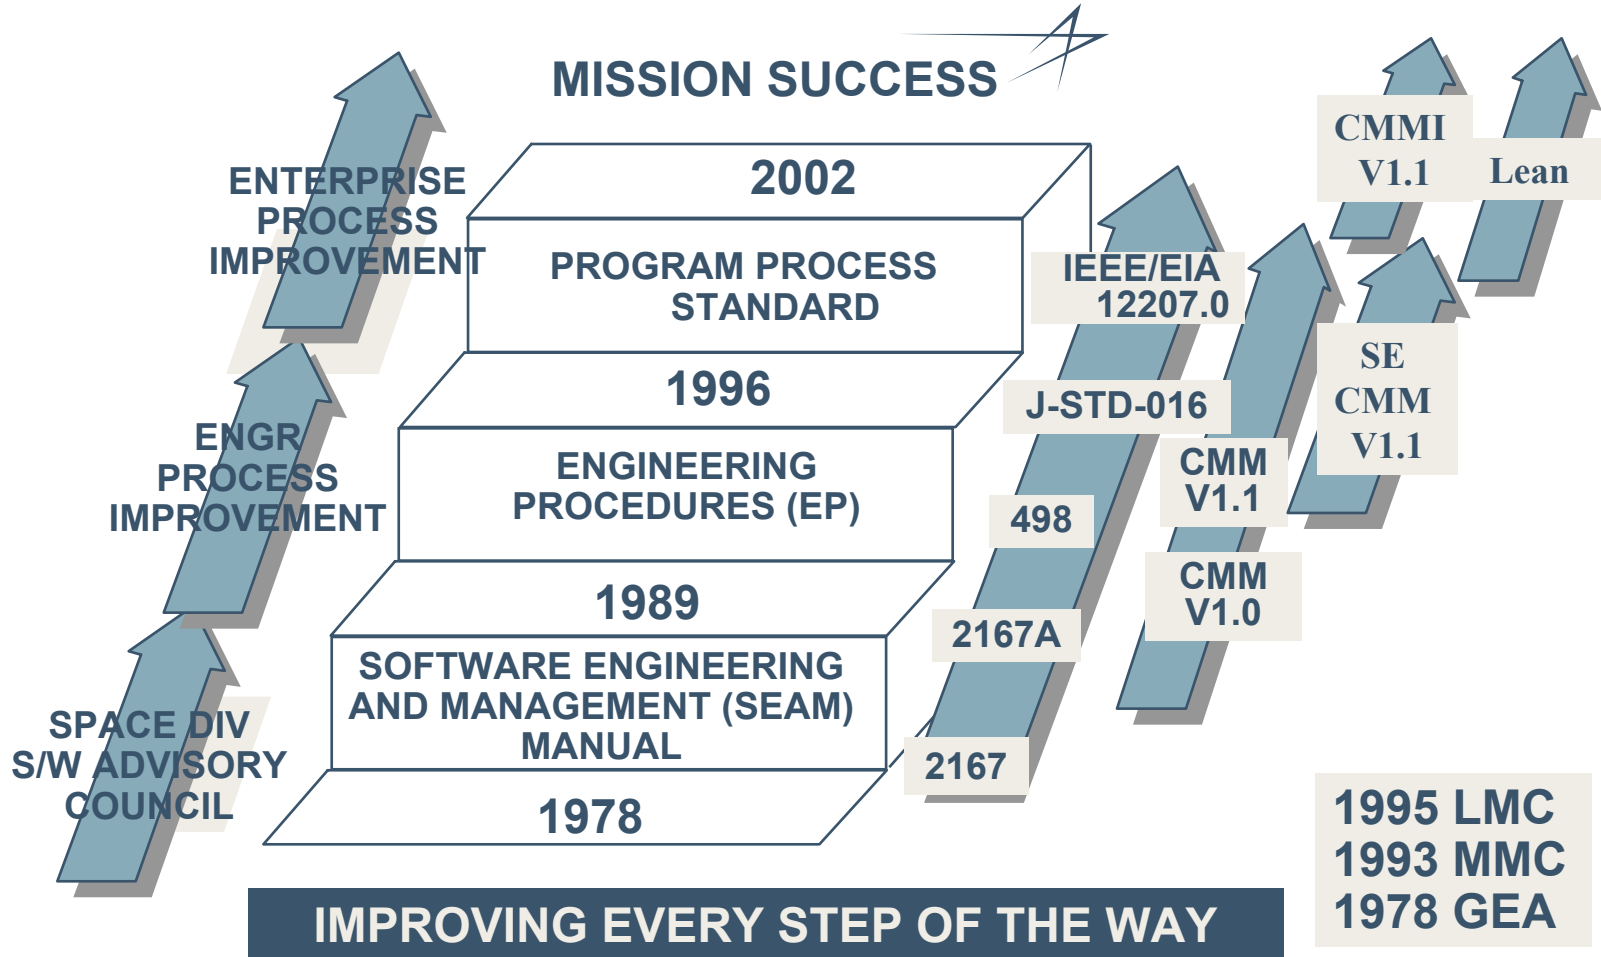 MISSION SUCCESS
ENTERPRISE
PROCESS
IMPROVEMENT
ENGR
PROCESS
IMPROVEMENT
SPACE DIV
S/W ADVISORY
COUNCIL
2002
PROGRAM PROCESS
STANDARD
1996
ENGINEERING
PROCEDURES (EP)
1989
SOFTWARE ENGINEERING
AND MANAGEMENT (SEAM)
MANUAL
1978
IEEE/EIA
12207.0
J-STD-016
498
2167A
2167
CMM
V1.1
CMM
V1.0
CMMI
V1.1
SE
CMM
V1.1
Lean
1995 LMC
1993 MMC
1978 GEA
IMPROVING EVERY STEP OF THE WAY